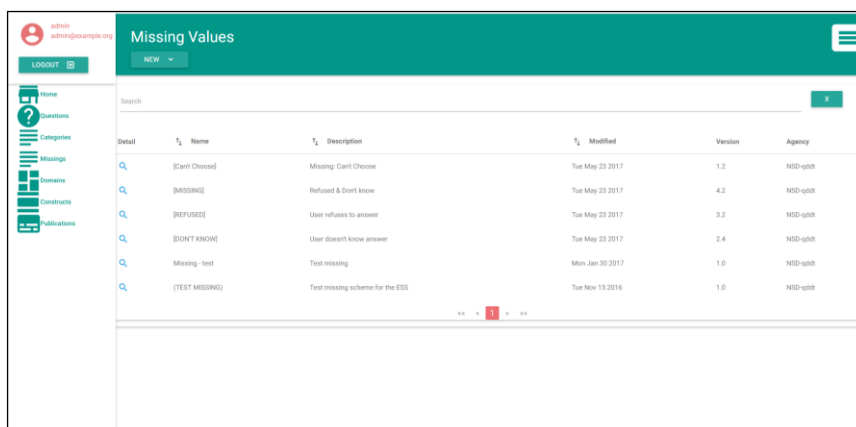 admin
admin@example.org
LOGOUT
Missing Values
NEW
Home
Questions
Categories
Missings
Domains
Constructs
Publications
Search
X
Detail Name Description Modified Version Agency
[Can't Choose] Missing: Can't Choose Tue May 23 2017 1.2 NSD-qddt
[MISSING] Refused & Don't know Tue May 23 2017 4.2 NSD-qddt
[REFUSED] User refuses to answer Tue May 23 2017 3.2 NSD-qddt
[DON'T KNOW] User doesn't know answer Tue May 23 2017 2.4 NSD-qddt
Missing - test Test missing Mon Jan 30 2017 1.0 NSD-qddt
(TEST MISSING) Test missing scheme for the ESS Tue Nov 15 2016 1.0 NSD-qddt
«« « 1 » »»